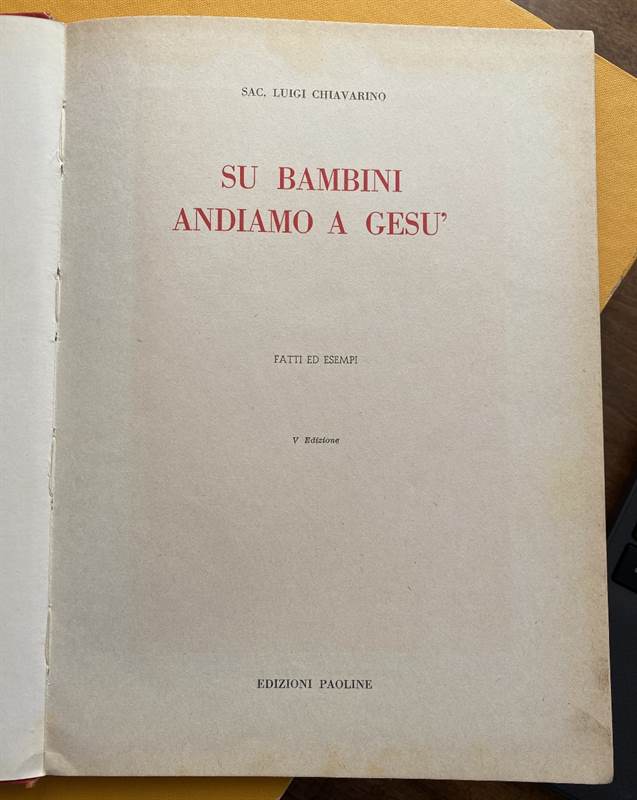 SAC. LUIGI CHIAVARINO
SU BAMBINI
ANDIAMO A GESU’
FATTI ED ESEMPI
V Edizione
EDIZIONI PAOLINE